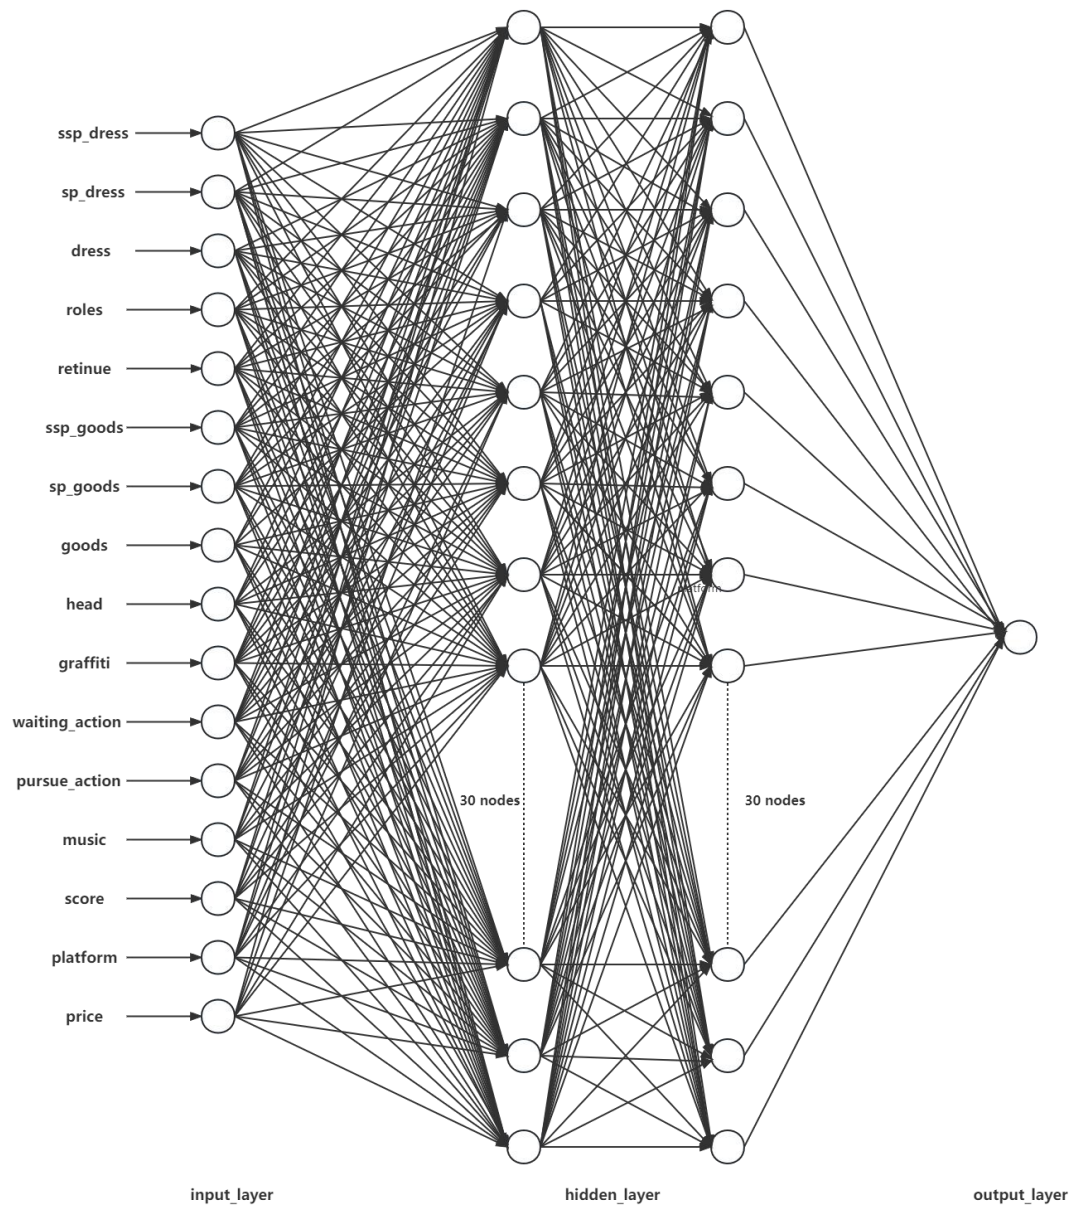 ssp_dress
sp_dress
dress
roles
retinue
ssp_goods
sp_goods
goods
head
graffiti
waiting_action
pursue_action
music
score
platform
price
platform
30 nodes
30 nodes
input_layer
hidden_layer
output_layer